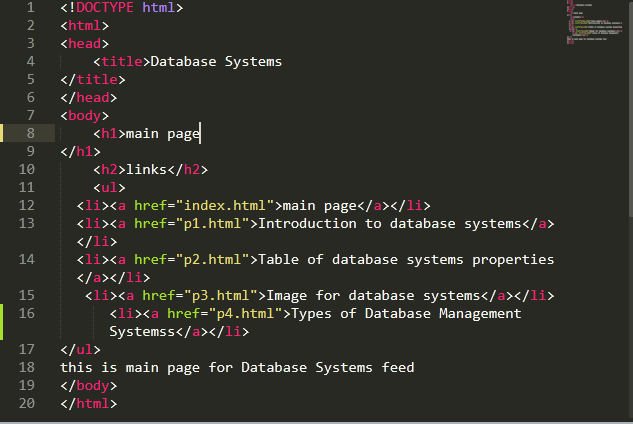 1 <!DOCTYPE html>
2 <html>
3 <head>
4 <title>Database Systems
5 </title>
6 </head>
7 <body>
8 <h1>main page
9 </h1>
10 <h2>links</h2>
11 <ul>
12 <li><a href="index.html">main page</a></li>
13 <li><a href="p1.html">Introduction to database systems</a>
</li>
14 <li><a href="p2.html">Table of database systems properties
</a></li>
15 <li><a href="p3.html">Image for database systems</a></li>
16 <li><a href="p4.html">Types of Database Management
Systemss</a></li>
17 </ul>
18 this is main page for Database Systems feed
19 </body>
20 </html>